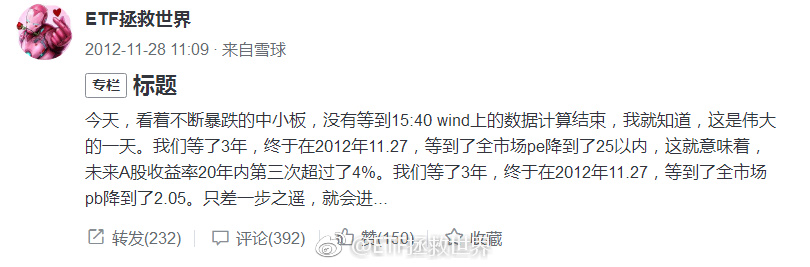 ETF拯救世界
2012-11-28 11:09 · 来自雪球
专栏 标题
今天，看着不断暴跌的中小板，没有等到15:40 wind上的数据计算结束，我就知道，这是伟大
的一天。我们等了3年，终于在2012年11.27，等到了全市场pe降到了25以内，这就意味着，
未来A股收益率20年内第三次超过了4%。我们等了3年，终于在2012年11.27，等到了全市场
pb降到了2.05。只差一步之遥，就会进...
转发(232) 评论(392) 赞(150) 收藏
@ETF拯救世界